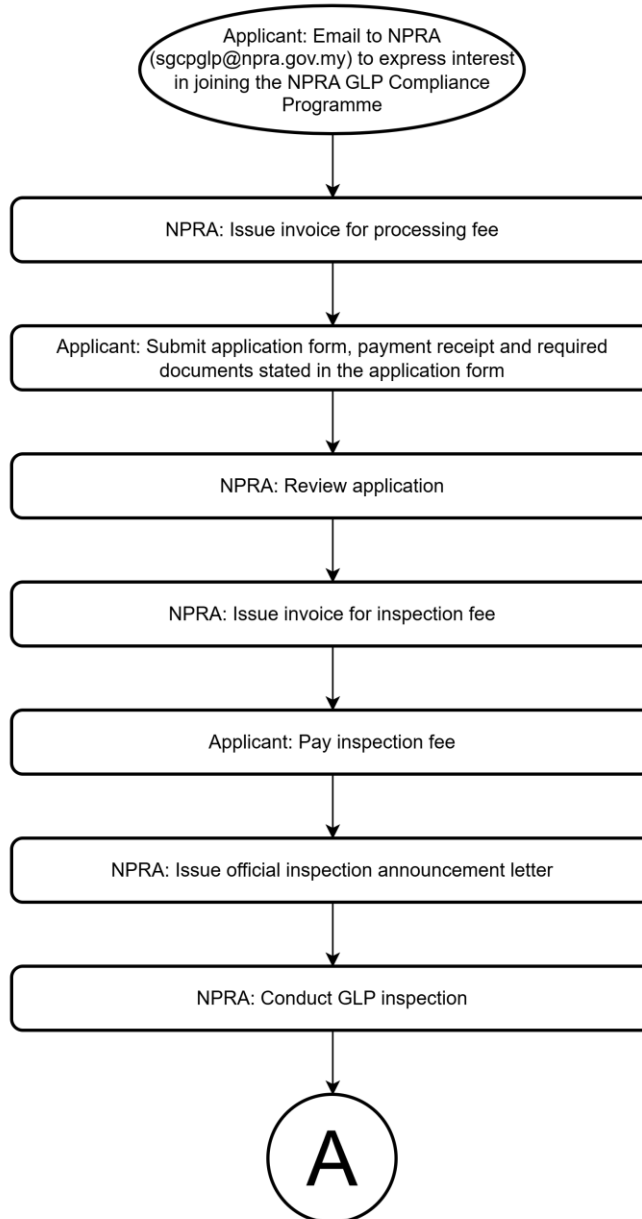 Applicant: Email to NPRA
(sgcpglp@npra.gov.my) to express interest
in joining the NPRA GLP Compliance
Programme
NPRA: Issue invoice for processing fee
Applicant: Submit application form, payment receipt and required
documents stated in the application form
NPRA: Review application
NPRA: Issue invoice for inspection fee
Applicant: Pay inspection fee
NPRA: Issue official inspection announcement letter
NPRA: Conduct GLP inspection
A